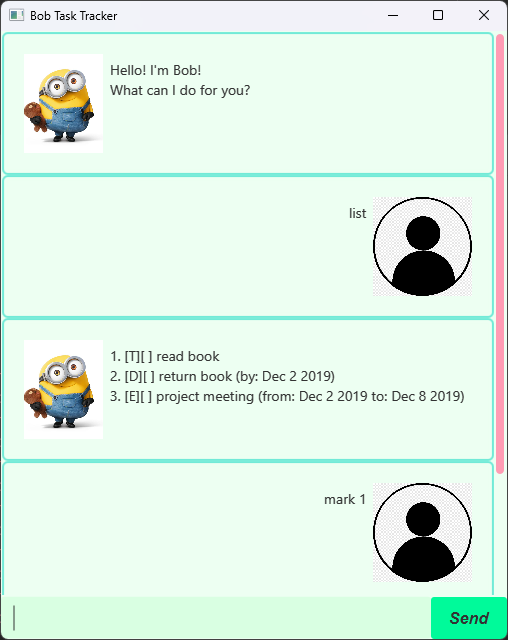 Bob Task Tracker
Hello! I'm Bob!
What can I do for you?
list
1. [T][ ] read book
2. [D][ ] return book (by: Dec 2 2019)
3. [E][ ] project meeting (from: Dec 2 2019 to: Dec 8 2019)
mark 1
Send